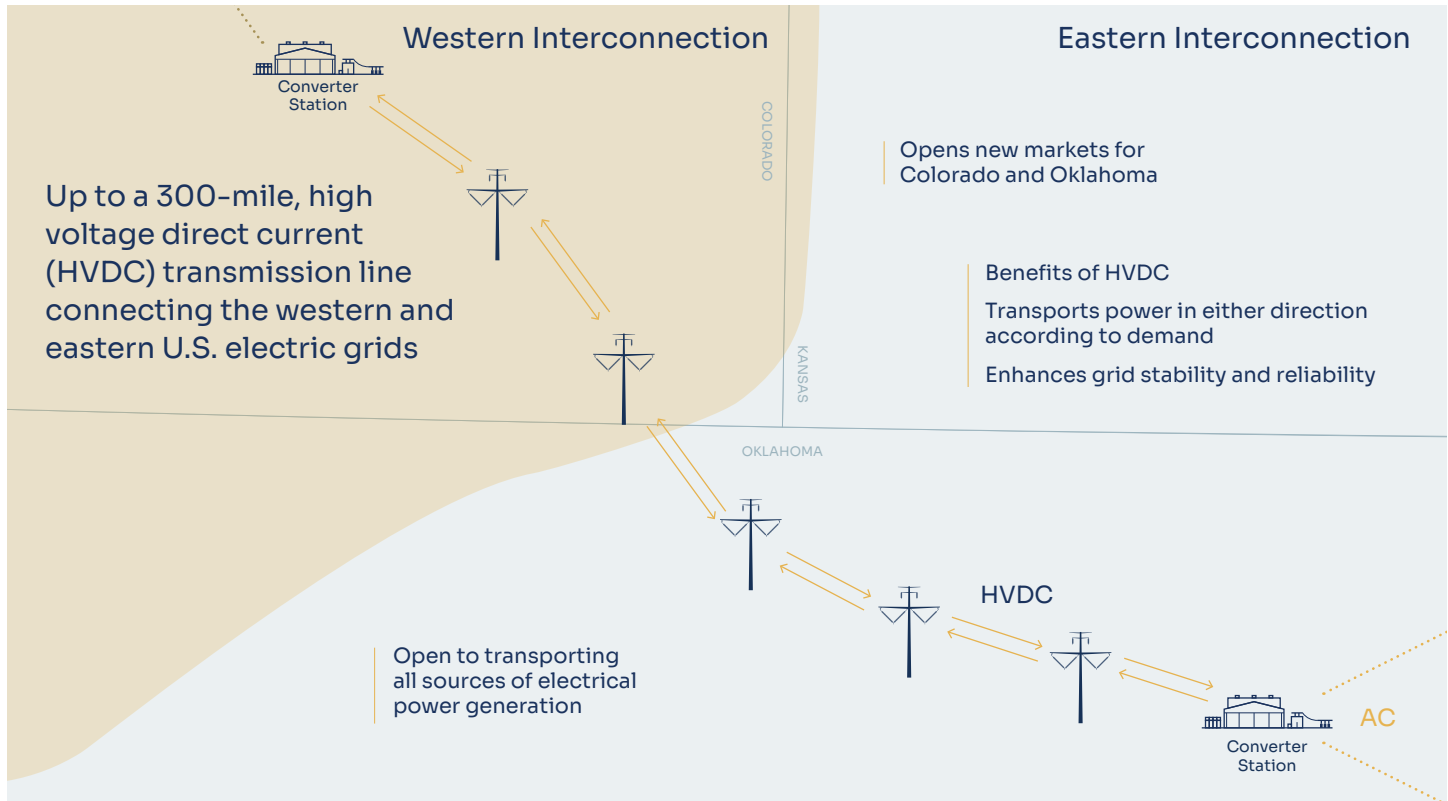 Western Interconnection
Eastern Interconnection
Converter
Station
COLORADO
Opens new markets for
Colorado and Oklahoma
Up to a 300-mile, high
voltage direct current
(HVDC) transmission line
connecting the western and
eastern U.S. electric grids
Benefits of HVDC
Transports power in either direction
according to demand
Enhances grid stability and reliability
KANSAS
OKLAHOMA
HVDC
Open to transporting
all sources of electrical
power generation
AC
Converter
Station